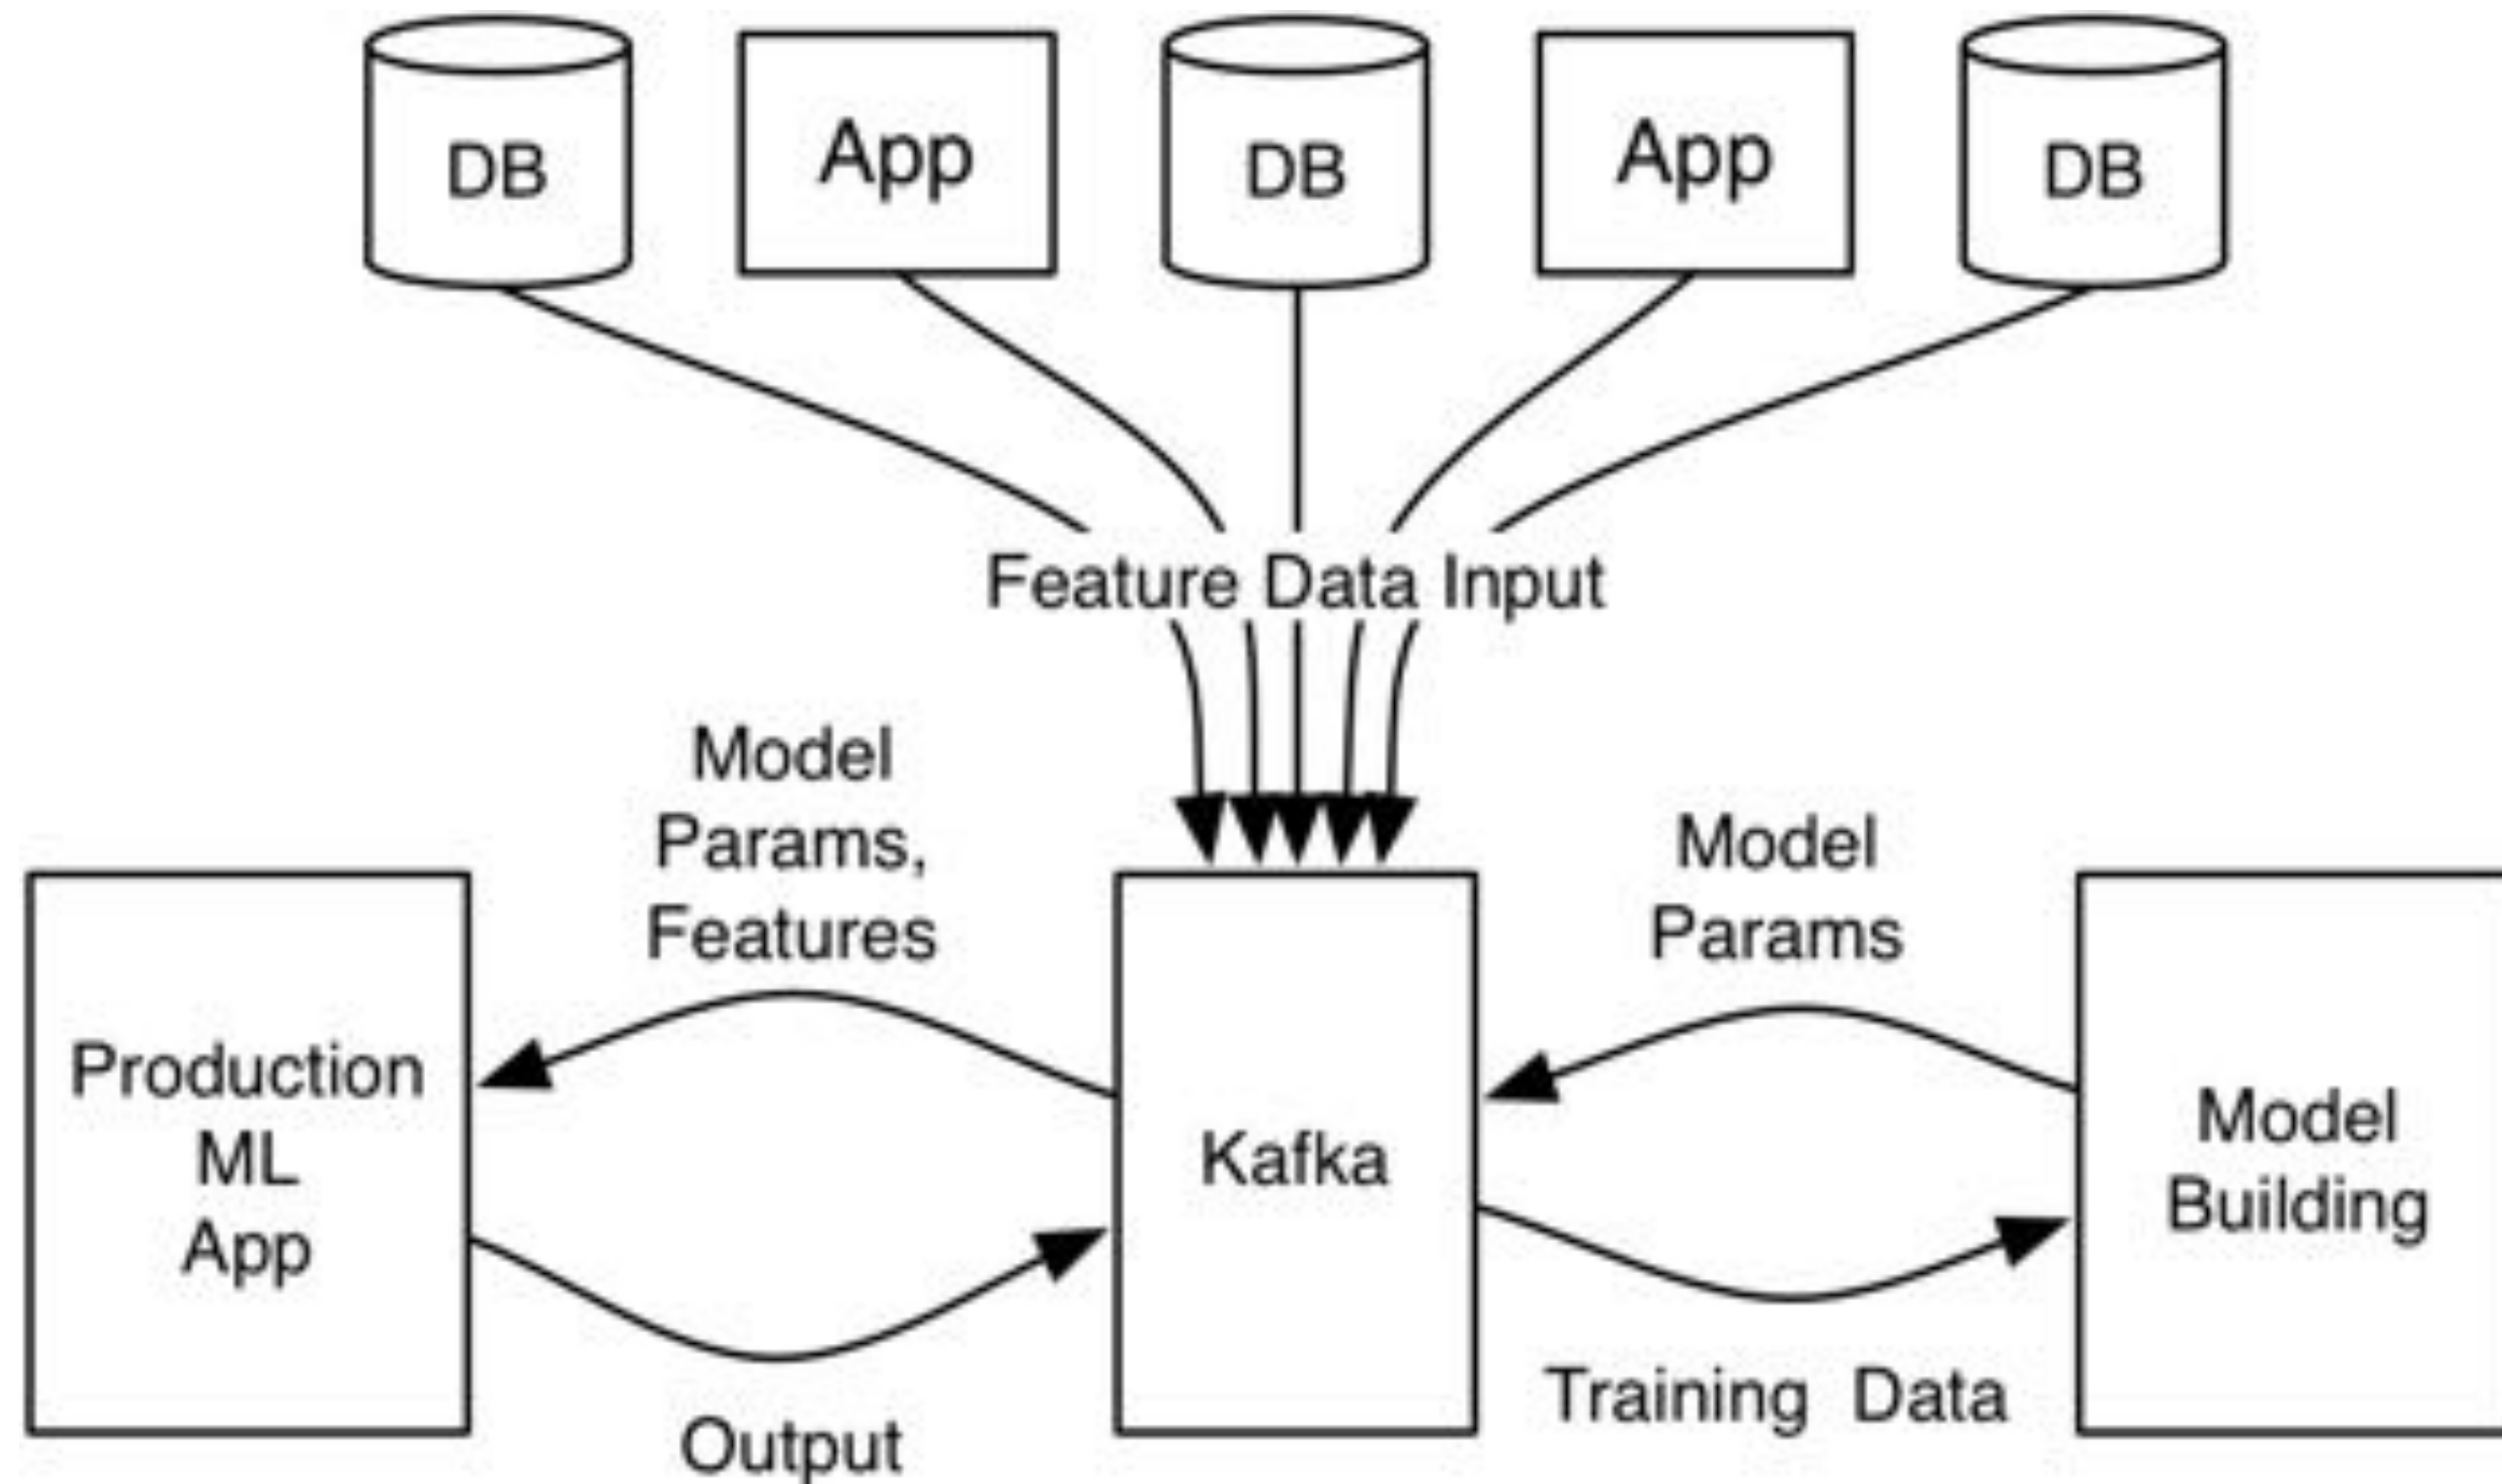 DB
App
DB
App
DB
Feature Data Input
Model
Params,
Features
Model
Params
Production
ML
App
Kafka
Model
Building
Output
Training Data